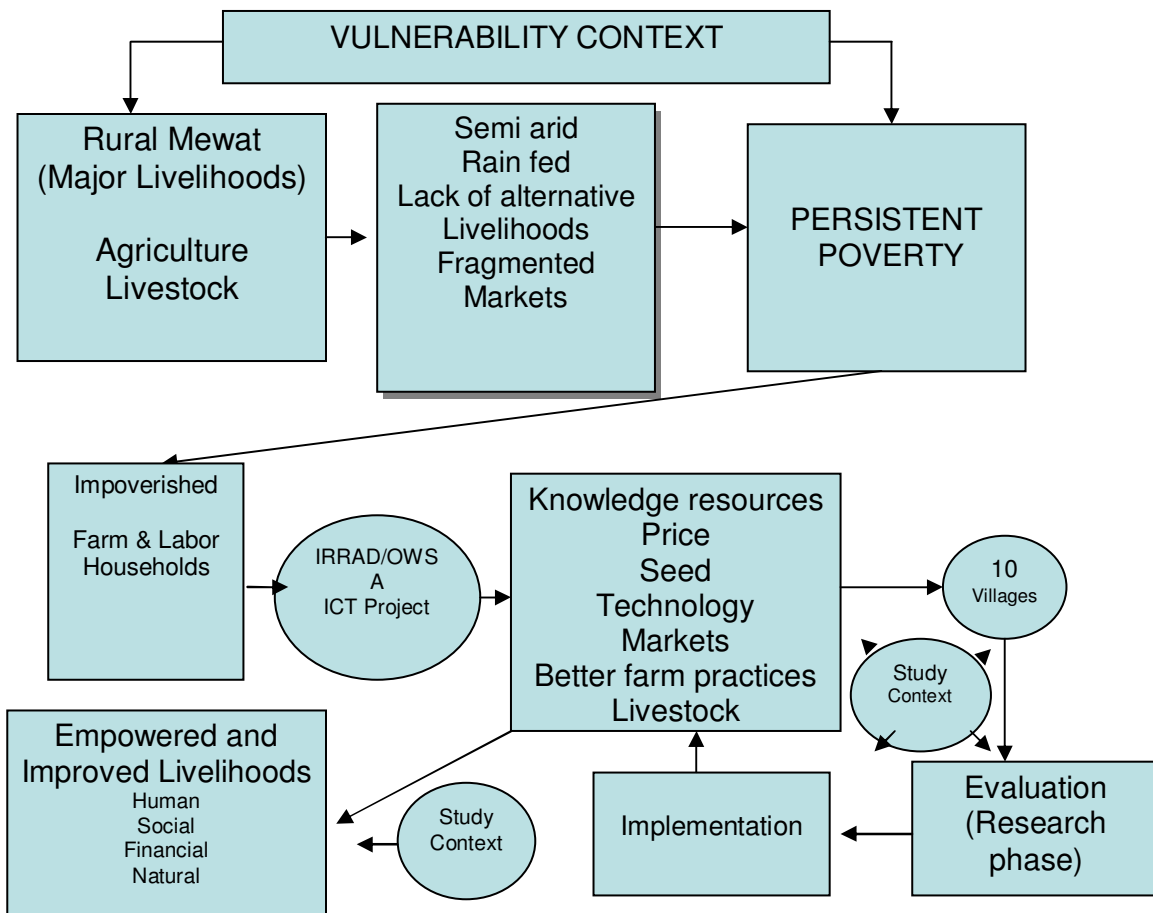 VULNERABILITY CONTEXT
Rural Mewat
(Major Livelihoods)
Agriculture
Livestock
Semi arid
Rain fed
Lack of alternative
Livelihoods
Fragmented
Markets
PERSISTENT
POVERTY
Impoverished
Farm & Labor
Households
IRRAD/OWS
A
ICT Project
Knowledge resources
Price
Seed
Technology
Markets
Better farm practices
Livestock
10
Villages
Study
Context
Empowered and
Improved Livelihoods
Human
Social
Financial
Natural
Study
Context
Implementation
Evaluation
(Research
phase)